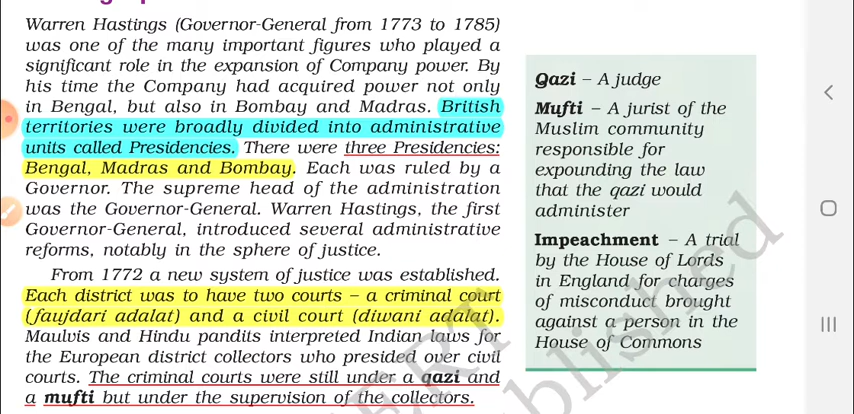 Warren Hastings (Governor-General from 1773 to 1785)
was one of the many important figures who played a
significant role in the expansion of Company power. By
his time the Company had acquired power not only
in Bengal, but also in Bombay and Madras. British
territories were broadly divided into administrative
units called Presidencies. There were three Presidencies:
Bengal, Madras and Bombay. Each was ruled by a
Governor. The supreme head of the administration
was the Governor-General. Warren Hastings, the first
Governor-General, introduced several administrative
reforms, notably in the sphere of justice.
From 1772 a new system of justice was established.
Each district was to have two courts – a criminal court
(faujdari adalat) and a civil court (diwani adalat).
Maulvis and Hindu pandits interpreted Indian laws for
the European district collectors who presided over civil
courts. The criminal courts were still under a qazi and
a mufti but under the supervision of the collectors.
Qazi – A judge
Mufti – A jurist of the
Muslim community
responsible for
expounding the law
that the qazi would
administer
Impeachment – A trial
by the House of Lords
in England for charges
of misconduct brought
against a person in the
House of Commons